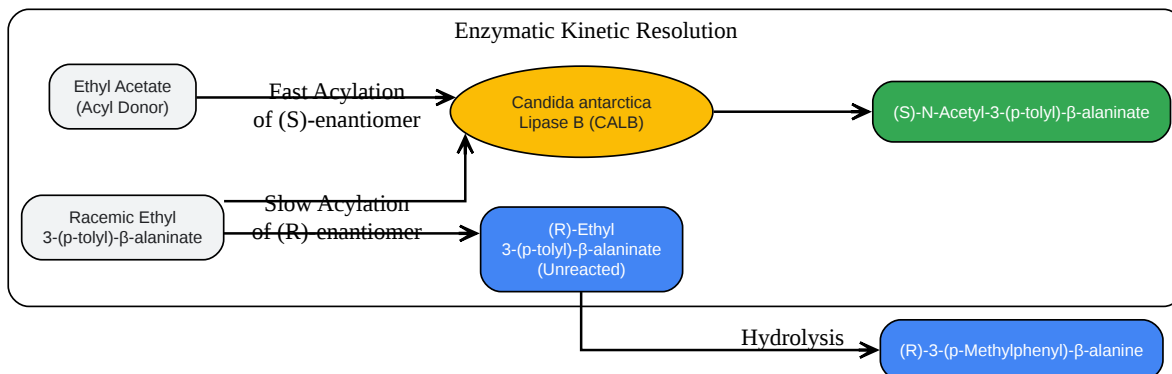 Enzymatic Kinetic Resolution
Ethyl Acetate
(Acyl Donor)
Fast Acylation
of (S)-enantiomer
Candida antarctica
Lipase B (CALB)
(S)-N-Acetyl-3-(p-tolyl)-β-alaninate
Racemic Ethyl
3-(p-tolyl)-β-alaninate
Slow Acylation
of (R)-enantiomer
(R)-Ethyl
3-(p-tolyl)-β-alaninate
(Unreacted)
Hydrolysis
(R)-3-(p-Methylphenyl)-β-alanine